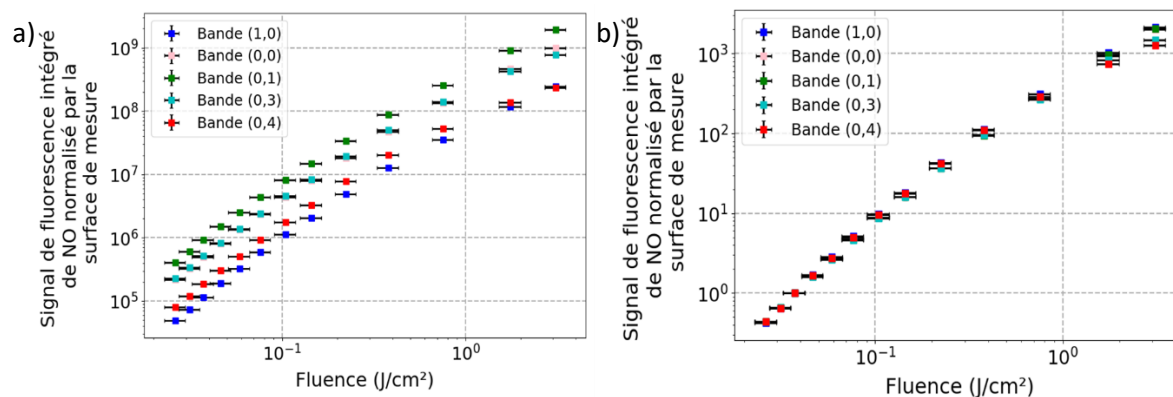 a)
Signal de fluorescence intégré
de NO normalisé par la
surface de mesure
10⁹
10⁸
10⁷
10⁶
10⁵
Bande (1,0)
Bande (0,0)
Bande (0,1)
Bande (0,3)
Bande (0,4)
10⁻¹
10⁰
Fluence (J/cm²)
b)
Signal de fluorescence intégré
de NO normalisé par la
surface de mesure
10³
10²
10¹
10⁰
Bande (1,0)
Bande (0,0)
Bande (0,1)
Bande (0,3)
Bande (0,4)
10⁻¹
10⁰
Fluence (J/cm²)